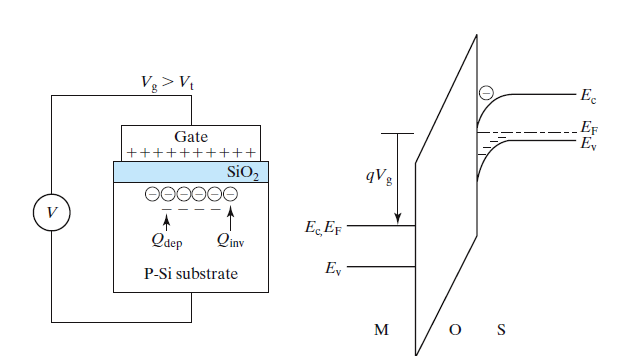 Vg > Vt
Gate
+ + + + + + + + + +
SiO2
V
Qdep
Qinv
P-Si substrate
Ec
EF
Ev
qVg
Ec, EF
Ev
M O S